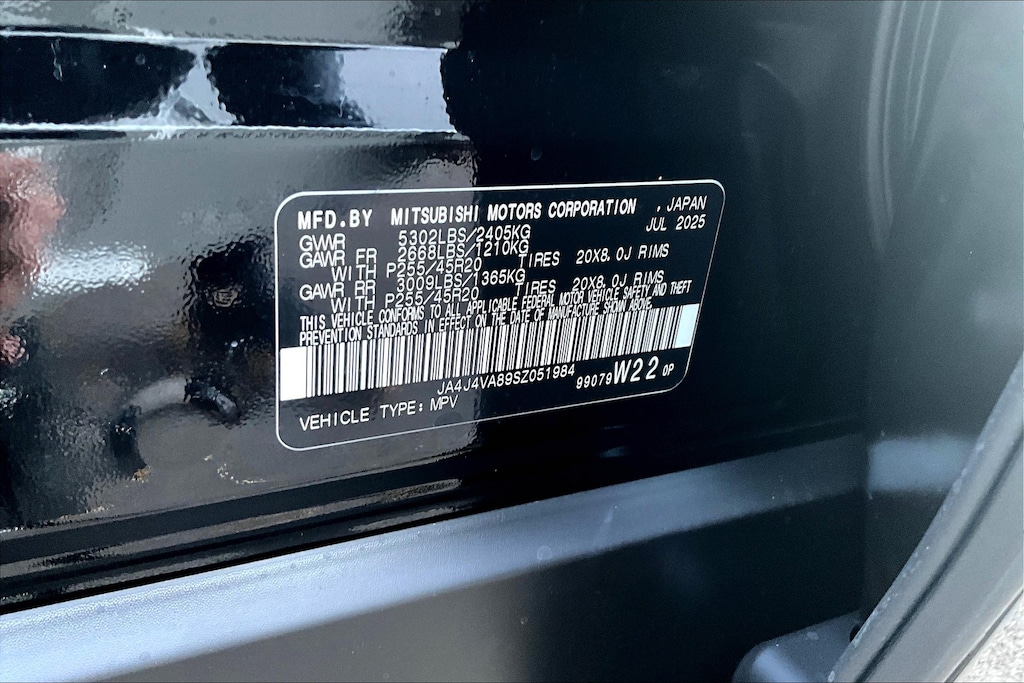 MFD.BY MITSUBISHI MOTORS CORPORATION , JAPAN
GVWR 5302LBS/2405KG JUL 2025
GAWR FR 2668LBS/1210KG
WITH P255/45R20 TIRES 20X8.0J RIMS
GAWR RR 3009LBS/1365KG
WITH P255/45R20 TIRES 20X8.0J RIMS
THIS VEHICLE CONFORMS TO ALL APPLICABLE FEDERAL MOTOR VEHICLE SAFETY AND THEFT
PREVENTION STANDARDS IN EFFECT ON THE DATE OF MANUFACTURE SHOWN ABOVE.
JA4J4VA89SZ051984
99079 W22 0P
VEHICLE TYPE: MPV